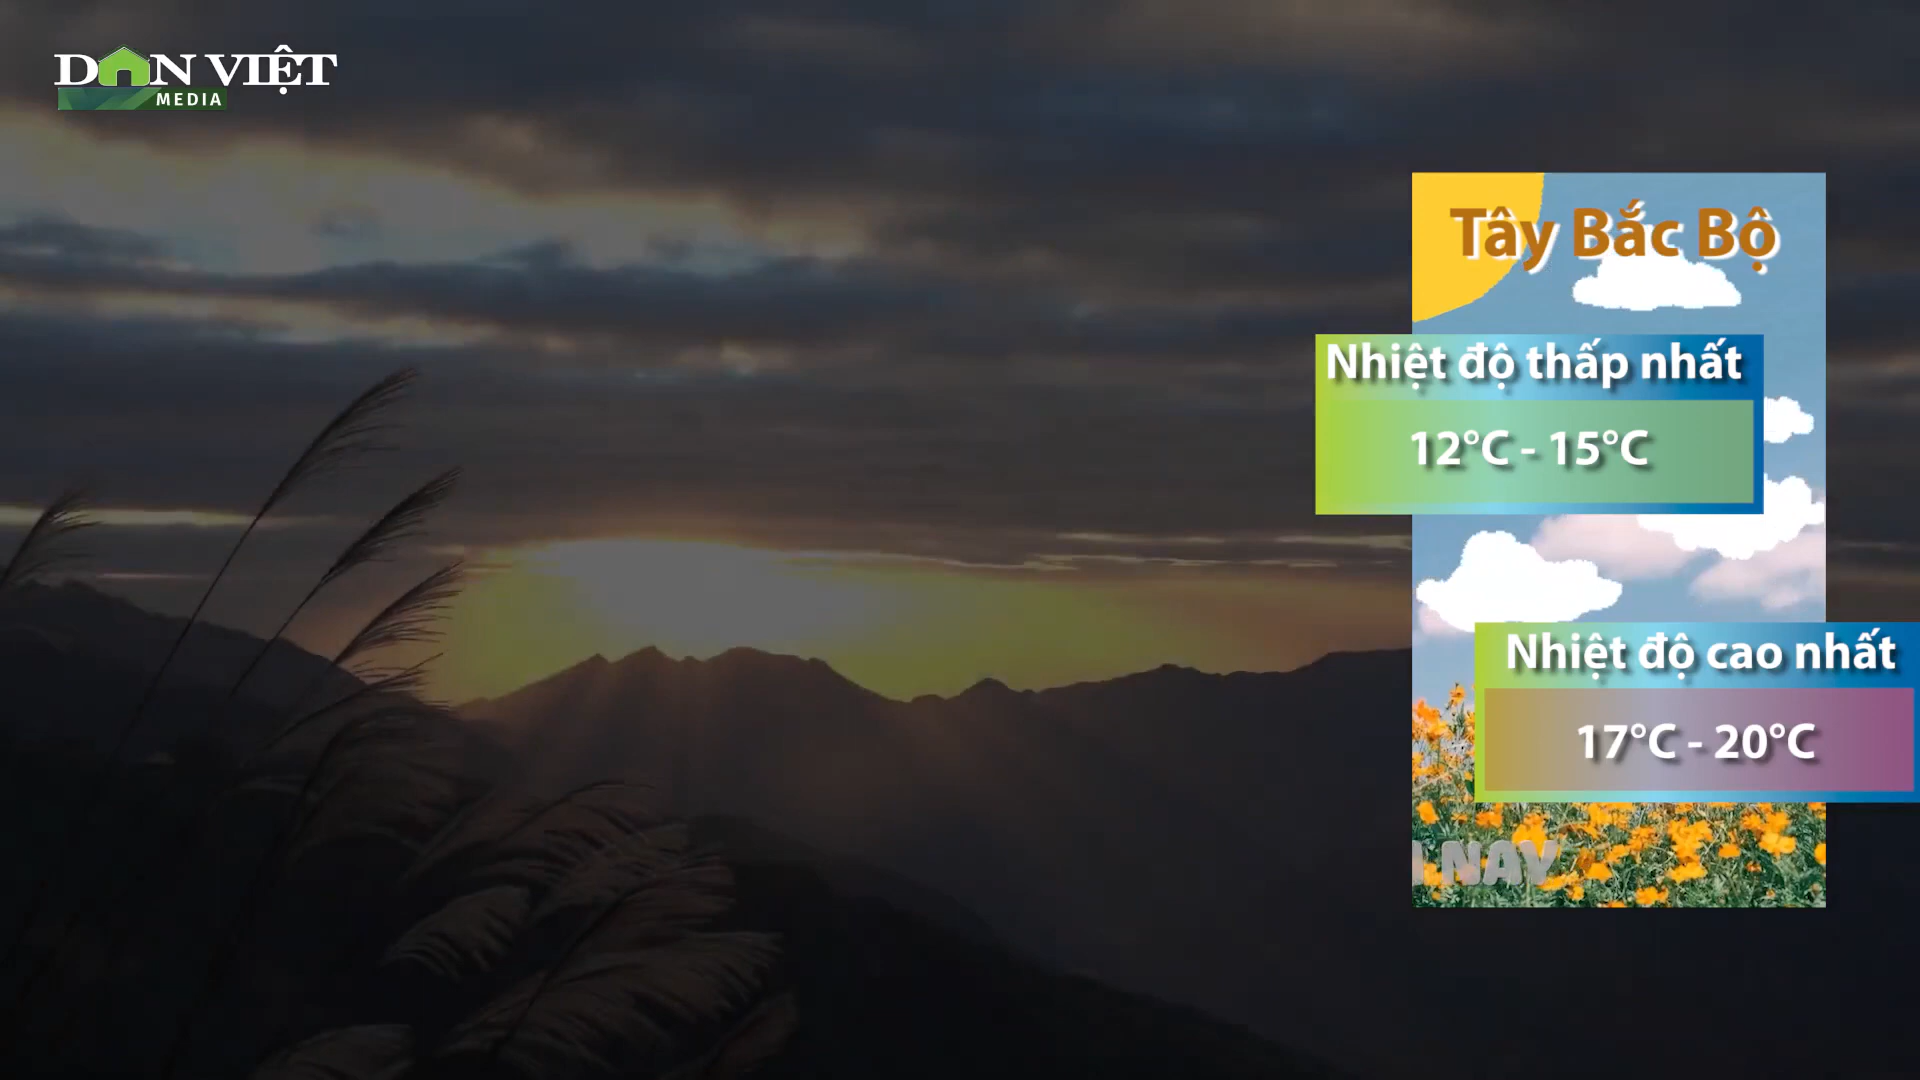 DÂN VIỆT
MEDIA
Tây Bắc Bộ
Nhiệt độ thấp nhất
12°C - 15°C
Nhiệt độ cao nhất
17°C - 20°C
NAY